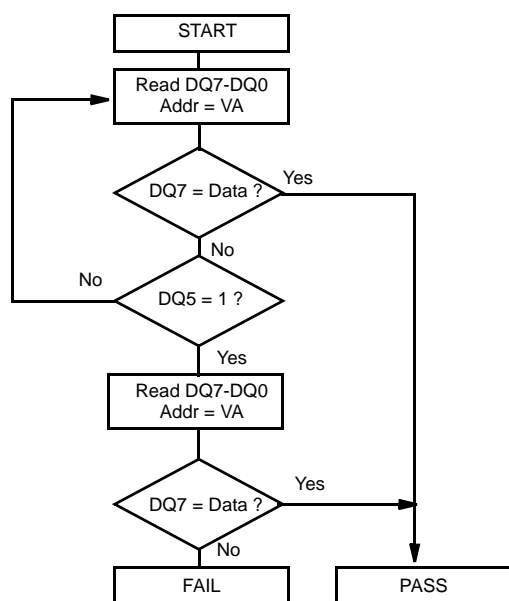 START
Read DQ7-DQ0
Addr = VA
Yes
DQ7 = Data ?
No
No
DQ5 = 1 ?
Yes
Read DQ7-DQ0
Addr = VA
Yes
DQ7 = Data ?
No
FAIL
PASS